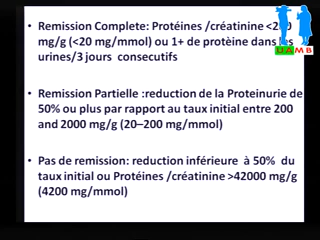 • Remission Complete: Protéines /créatinine <2
mg/g (<20 mg/mmol) ou 1+ de protèine dans les
urines/3 jours consecutifs
• Remission Partielle :reduction de la Proteinurie de
50% ou plus par rapport au taux initial entre 200
and 2000 mg/g (20–200 mg/mmol)
• Pas de remission: reduction inférieure à 50% du
taux initial ou Protéines /créatinine >42000 mg/g
(4200 mg/mmol)
UAMB